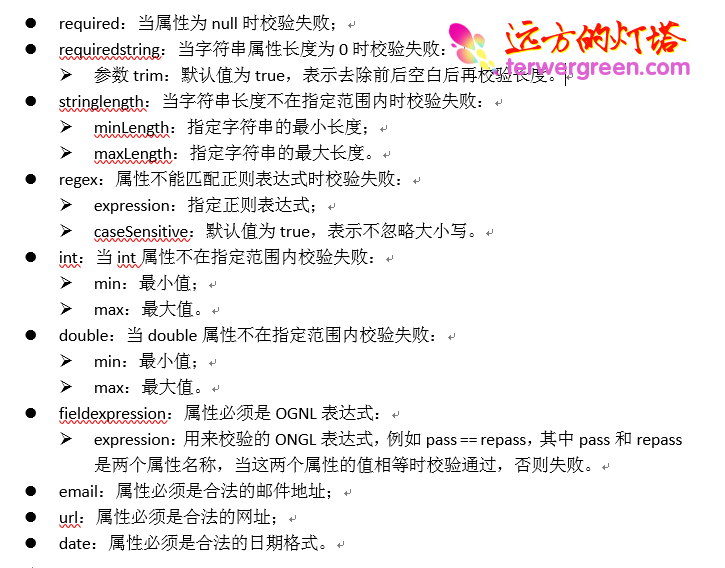 required：当属性为 null 时校验失败；
requiredstring：当字符串属性长度为 0 时校验失败：
参数 trim：默认值为 true，表示去除前后空白后再校验长度。
stringlength：当字符串长度不在指定范围内时校验失败：
minLength：指定字符串的最小长度；
maxLength：指定字符串的最大长度。
regex：属性不能匹配正则表达式时校验失败：
expression：指定正则表达式；
caseSensitive：默认值为 true，表示不忽略大小写。
int：当 int 属性不在指定范围内校验失败：
min：最小值；
max：最大值。
double：当 double 属性不在指定范围内校验失败：
min：最小值；
max：最大值。
fieldexpression：属性必须是 OGNL 表达式：
expression：用来校验的 ONGL 表达式，例如 pass == repass，其中 pass 和 repass
是两个属性名称，当这两个属性的值相等时校验通过，否则失败。
email：属性必须是合法的邮件地址；
url：属性必须是合法的网址；
date：属性必须是合法的日期格式。
远方的灯塔
terwergreen.com